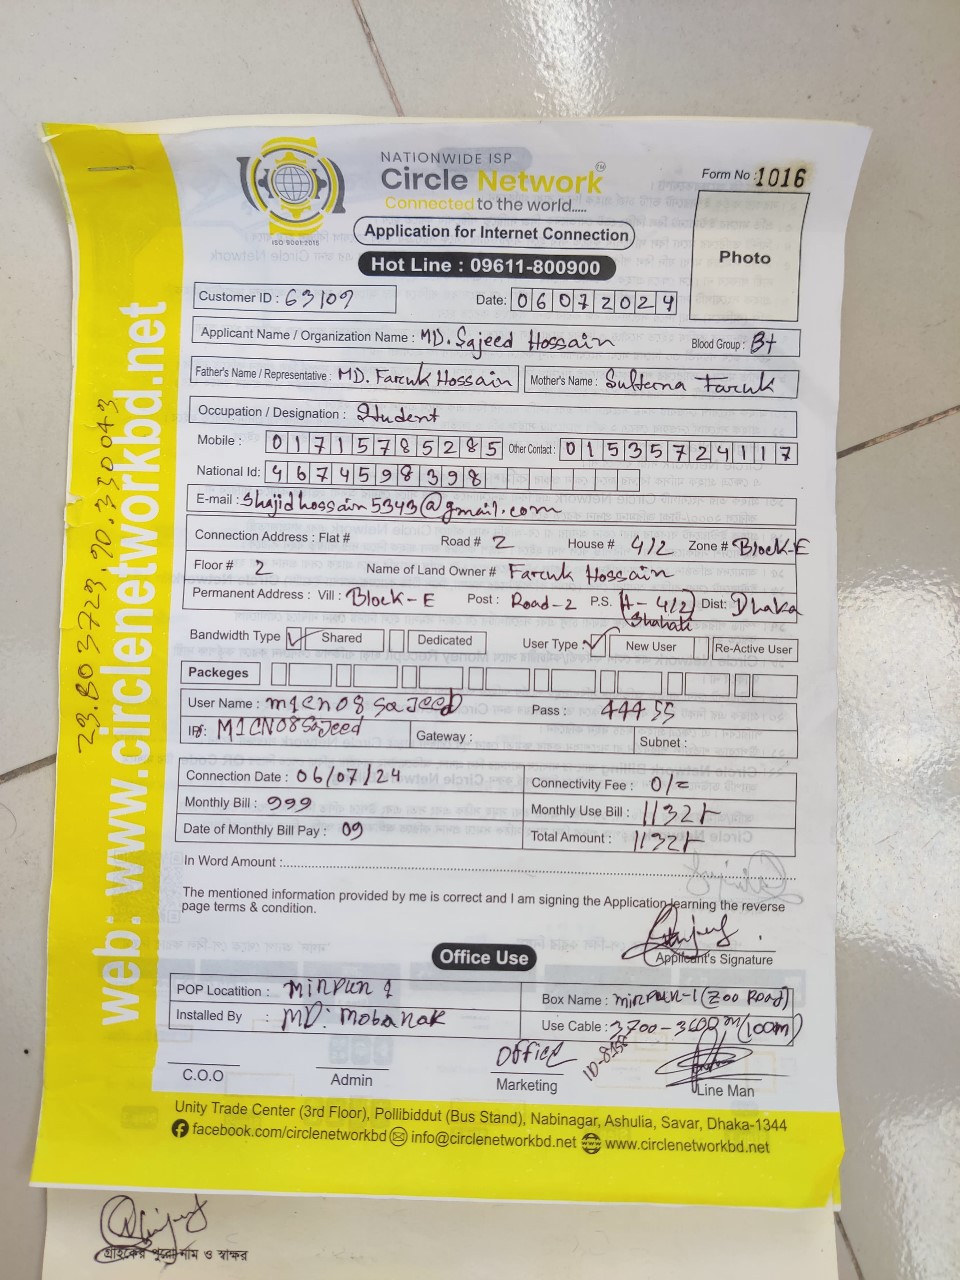 NATIONWIDE ISP
Circle Network™
Connected to the world.....
ISO 9001:2015
Form No : 1016
Application for Internet Connection
Hot Line : 09611-800900
Photo
Customer ID : 63109
Date: 06072024
Applicant Name / Organization Name : MD. Sajeed Hossain Blood Group : B+
Father's Name / Representative : MD. Faruk Hossain Mother's Name : Sulterna Faruk
Occupation / Designation : Student
Mobile : 01715785285 Other Contact : 01535724117
National Id: 4674598398
E-mail : Shajidhossain5343@gmail.com
Connection Address : Flat # Road # 2 House # 4/2 Zone # Block-E
Floor # 2 Name of Land Owner # Faruk Hossain
Permanent Address : Vill : Block-E Post : Road-2 P.S. H-4/2 Dist: Dhaka
Shahali
Bandwidth Type ✓ Shared Dedicated User Type : ✓ New User Re-Active User
Packeges
User Name : M1CN08SaJeeD Pass : 44455
IP: M1CN08SaJeed Gateway : Subnet :
Connection Date : 06/07/24 Connectivity Fee : 0/=
Monthly Bill : 999 Monthly Use Bill : 1132/-
Date of Monthly Bill Pay : 09 Total Amount : 1132/-
In Word Amount :
The mentioned information provided by me is correct and I am signing the Application learning the reverse
page terms & condition.
Applicant's Signature
Office Use
POP Locatition : Mirpur 1 Box Name : Mirpur-1 (Zoo Road)
Installed By : MD: Mobarak Use Cable : 3700-3600m (100m)
Office
C.O.O Admin Marketing Line Man
Unity Trade Center (3rd Floor), Pollibiddut (Bus Stand), Nabinagar, Ashulia, Savar, Dhaka-1344
facebook.com/circlenetworkbd info@circlenetworkbd.net www.circlenetworkbd.net
web: www.circlenetworkbd.net
23.803723, 90.330043
গ্রাহকের পুরো নাম ও স্বাক্ষর